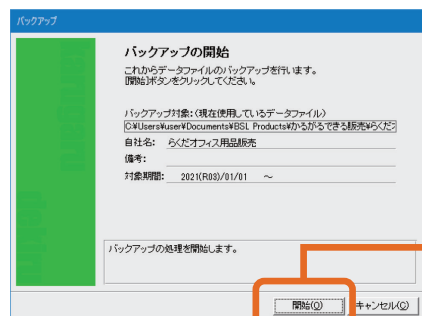 バックアップ
バックアップの開始
これからデータファイルのバックアップを行います。
[開始]ボタンをクリックしてください。
バックアップ対象:(現在使用しているデータファイル)
C:¥Users¥user¥Documents¥BSL Products¥かるがるできる販売¥らくだオ
自社名: らくだオフィス用品販売
備考:
対象期間: 2021(R03)/01/01 ～
バックアップの処理を開始します。
開始(O) キャンセル(C)